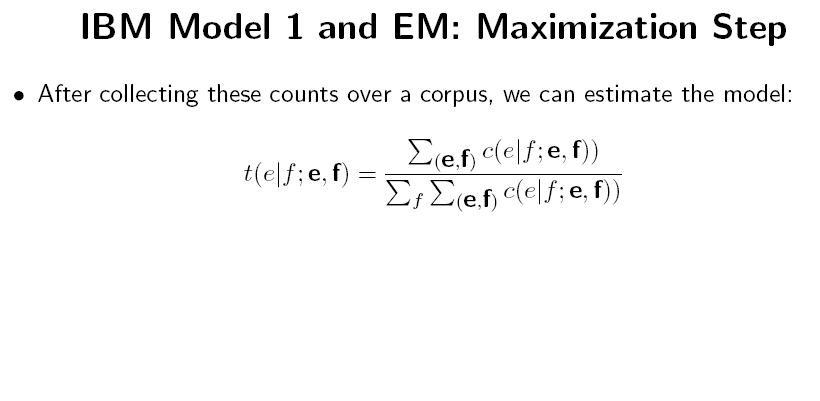 IBM Model 1 and EM: Maximization Step
• After collecting these counts over a corpus, we can estimate the model:
t(e|f; e, f) = ∑(e,f) c(e|f; e, f)) / ∑f ∑(e,f) c(e|f; e, f))